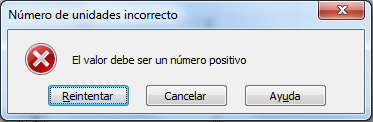 Número de unidades incorrecto
El valor debe ser un número positivo
Reintentar
Cancelar
Ayuda